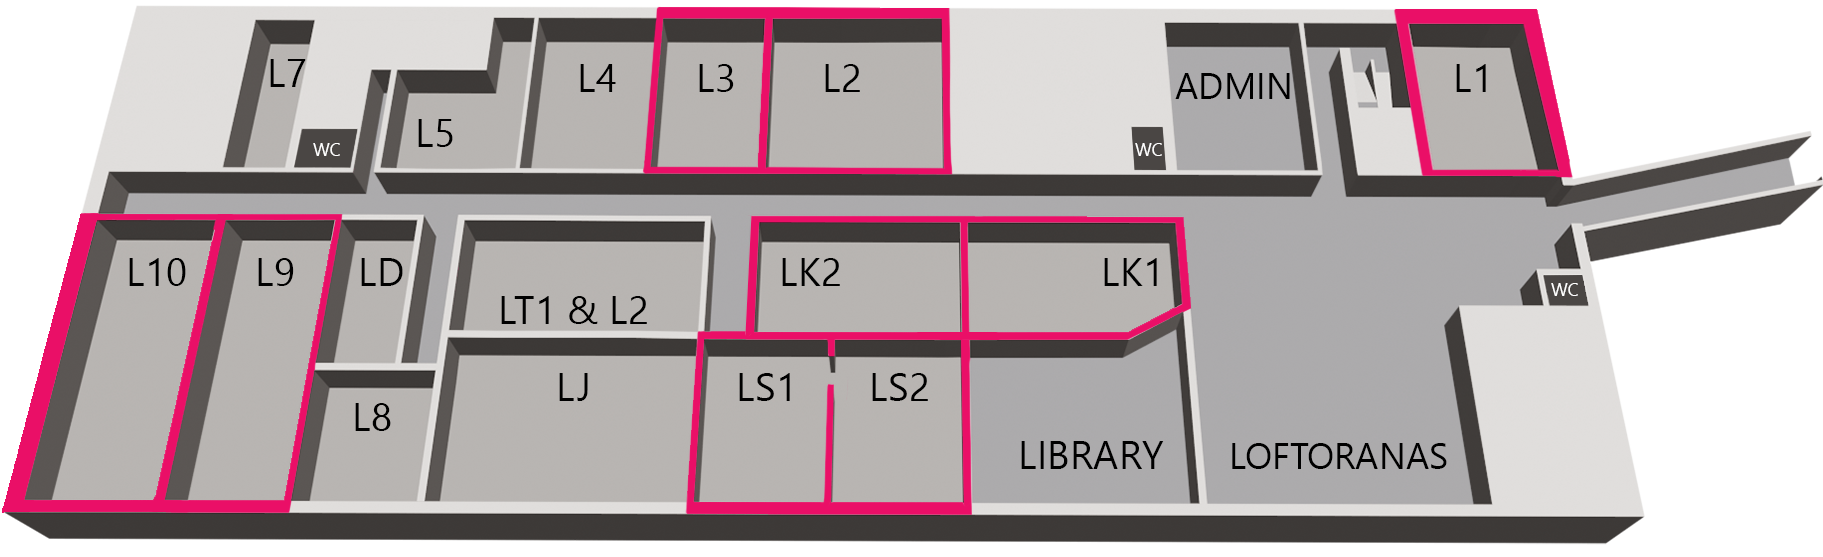 L7
L4
L3
L2
ADMIN
L1
L5
WC
WC
L10
L9
LD
LK2
LK1
LT1 & L2
WC
LJ
LS1
LS2
L8
LIBRARY
LOFTORANAS